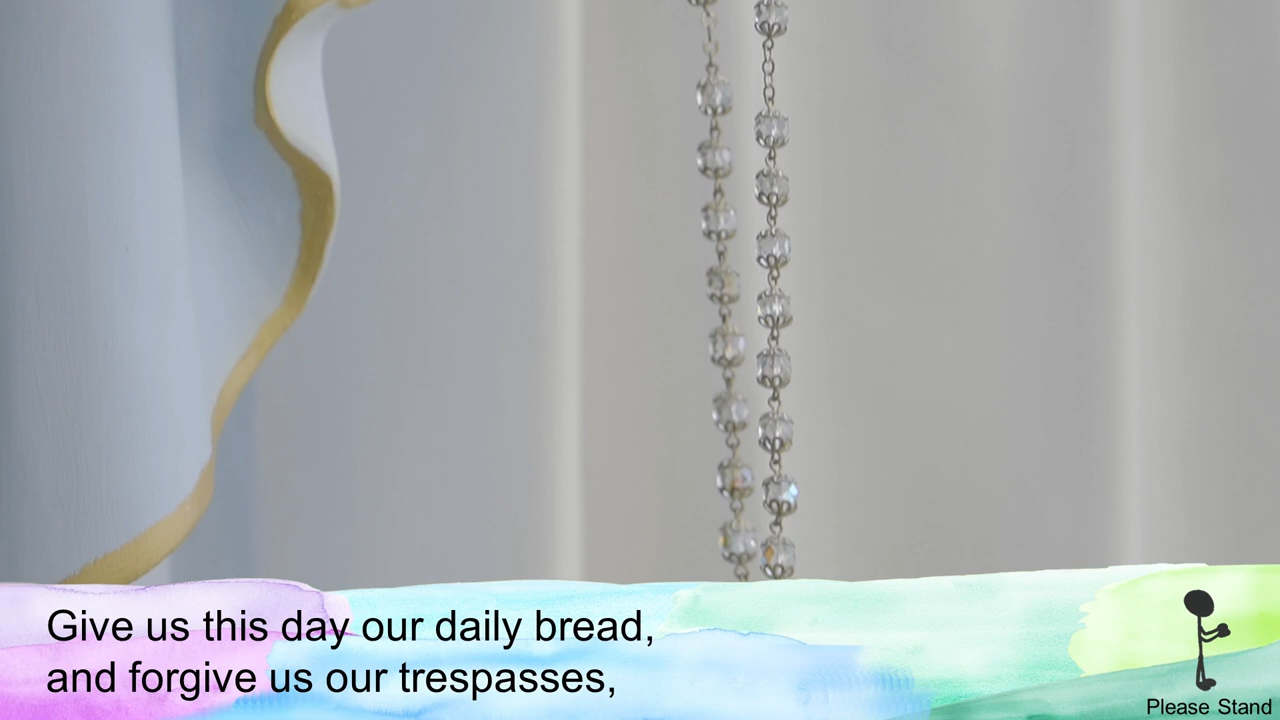 Give us this day our daily bread,
and forgive us our trespasses,
Please Stand